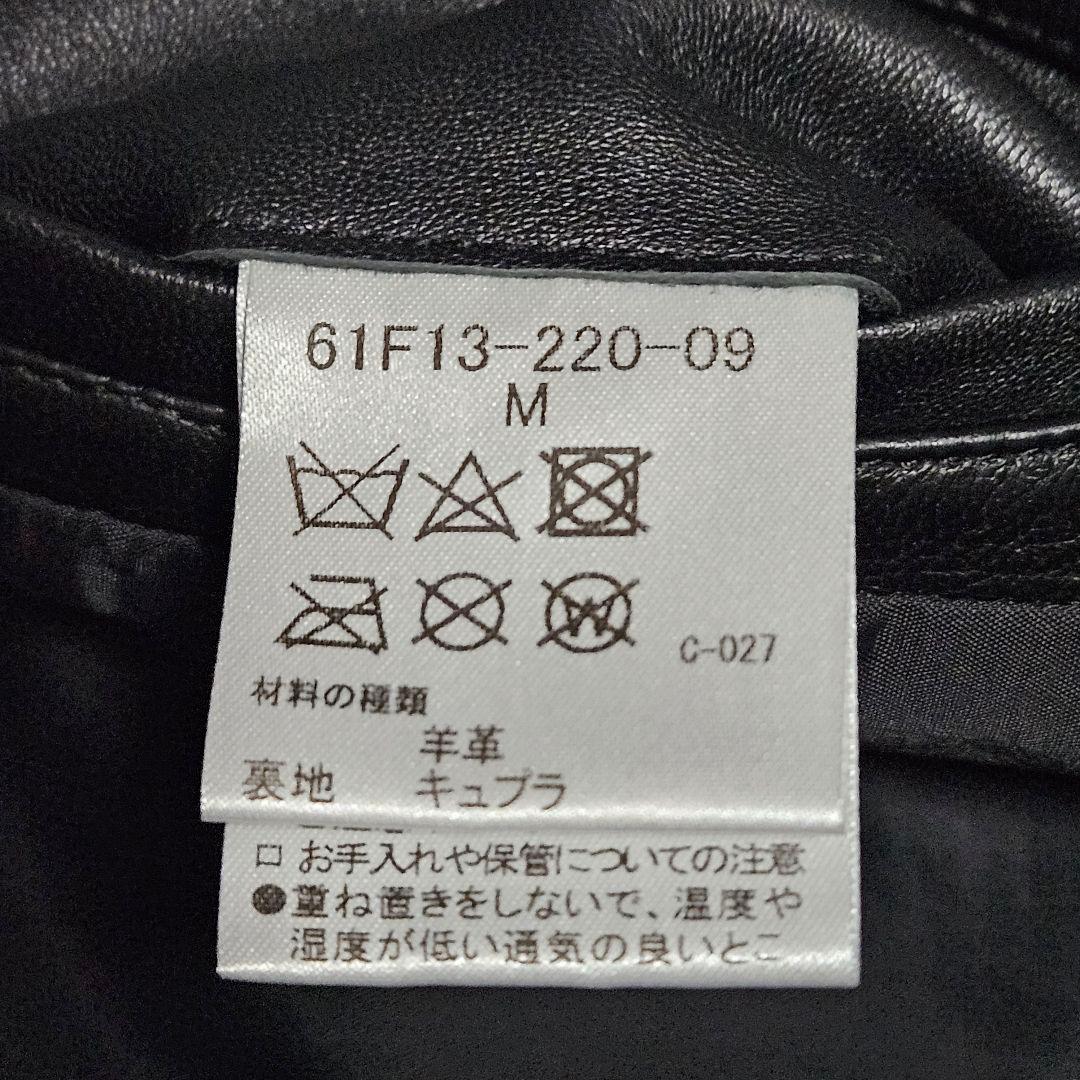 61F13-220-09
M
W
C-027
材料の種類
羊革
裏地 キュプラ
ロ お手入れや保管についての注意
●重ね置きをしないで、温度や
湿度が低い通気の良いとこ